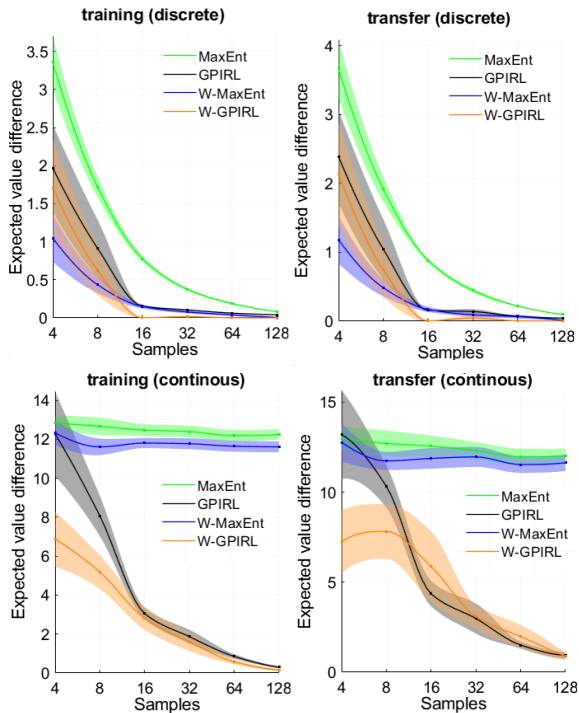 training (discrete)
Expected value difference
3.5
3
2.5
2
1.5
1
0.5
0
4
8
16
32
64
128
Samples
MaxEnt
GPIRL
W-MaxEnt
W-GPIRL
transfer (discrete)
Expected value difference
4
3
2
1
0
4
8
16
32
64
128
Samples
MaxEnt
GPIRL
W-MaxEnt
W-GPIRL
training (continous)
Expected value difference
14
12
10
8
6
4
2
0
4
8
16
32
64
128
Samples
MaxEnt
GPIRL
W-MaxEnt
W-GPIRL
transfer (continous)
Expected value difference
15
10
5
0
4
8
16
32
64
128
Samples
MaxEnt
GPIRL
W-MaxEnt
W-GPIRL